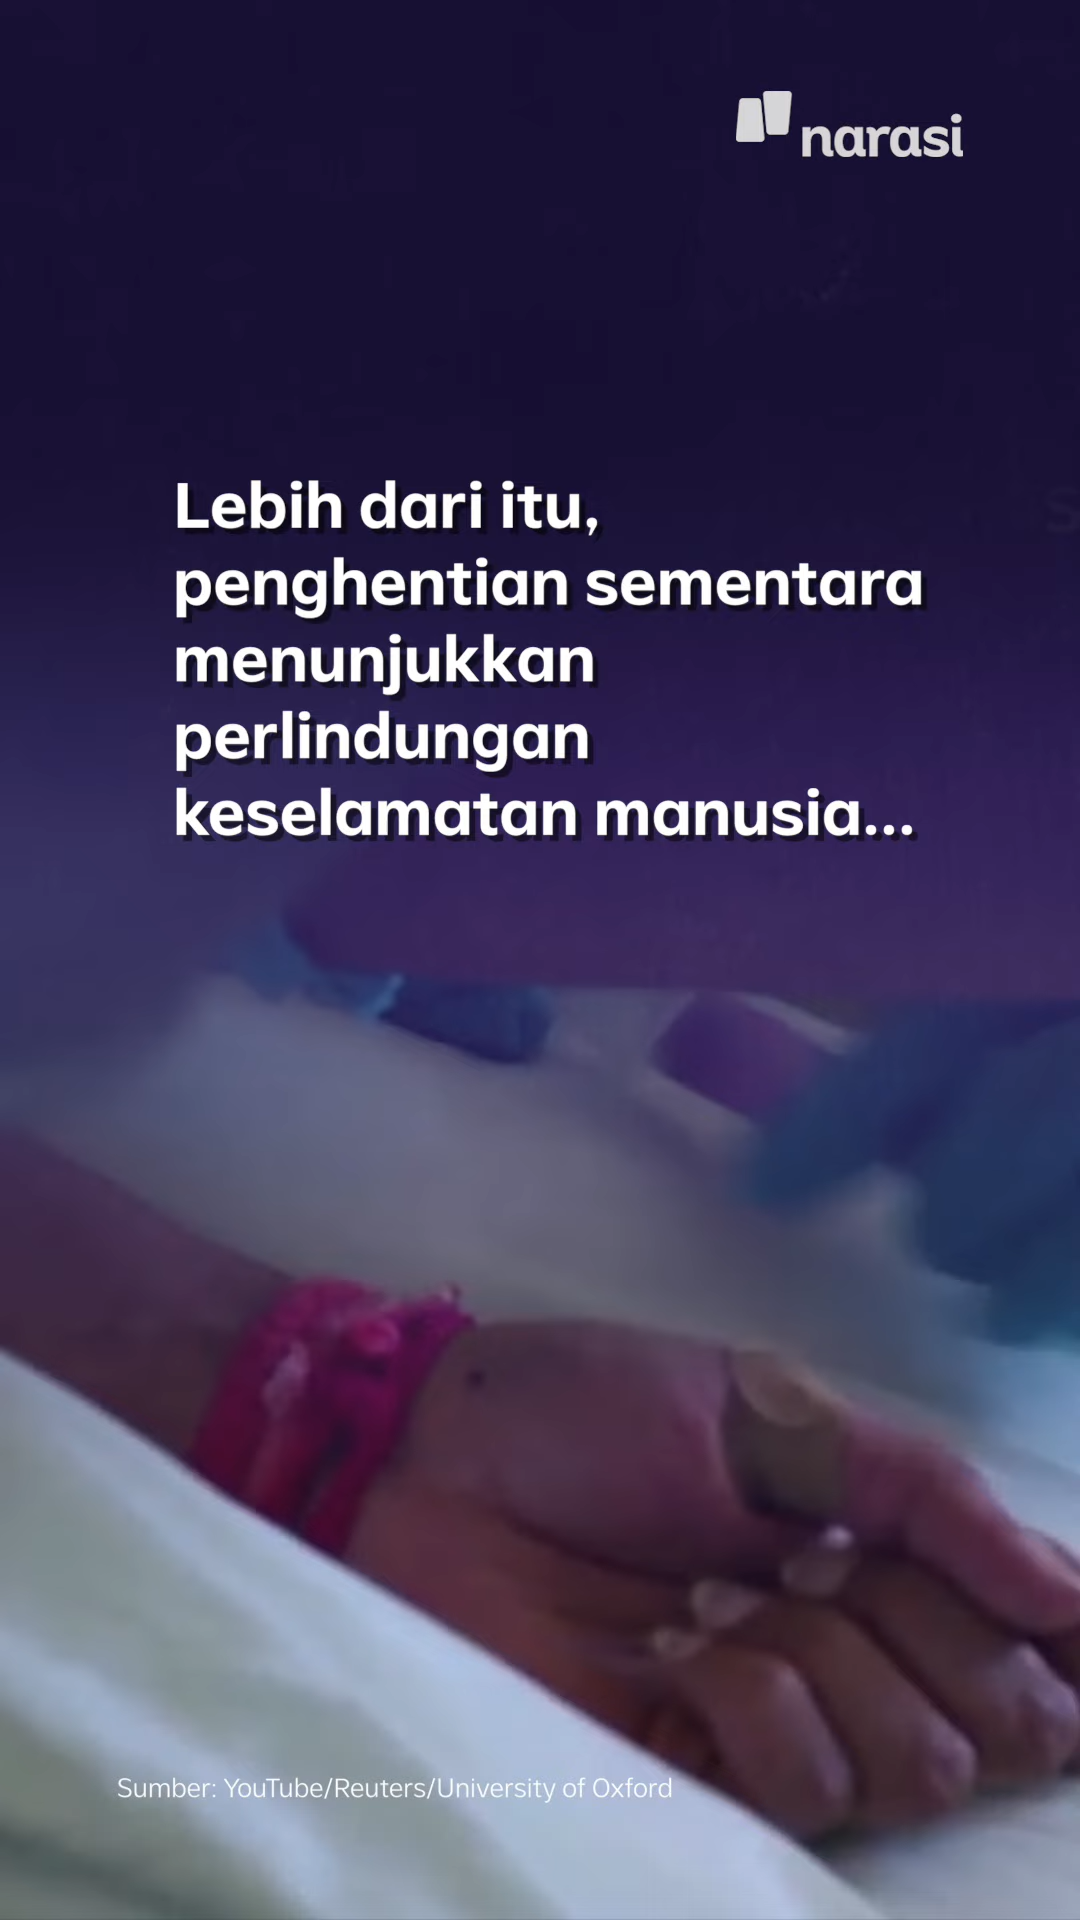 narasi
Lebih dari itu,
penghentian sementara
menunjukkan
perlindungan
keselamatan manusia...
Sumber: YouTube/Reuters/University of Oxford